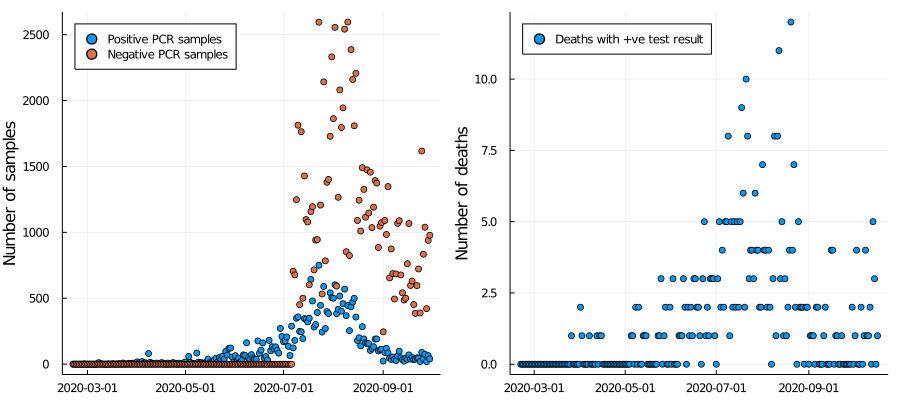 Number of samples
2500
2000
1500
1000
500
0
Positive PCR samples
Negative PCR samples
2020-03-01 2020-05-01 2020-07-01 2020-09-01
Number of deaths
10.0
7.5
5.0
2.5
0.0
Deaths with +ve test result
2020-03-01 2020-05-01 2020-07-01 2020-09-01